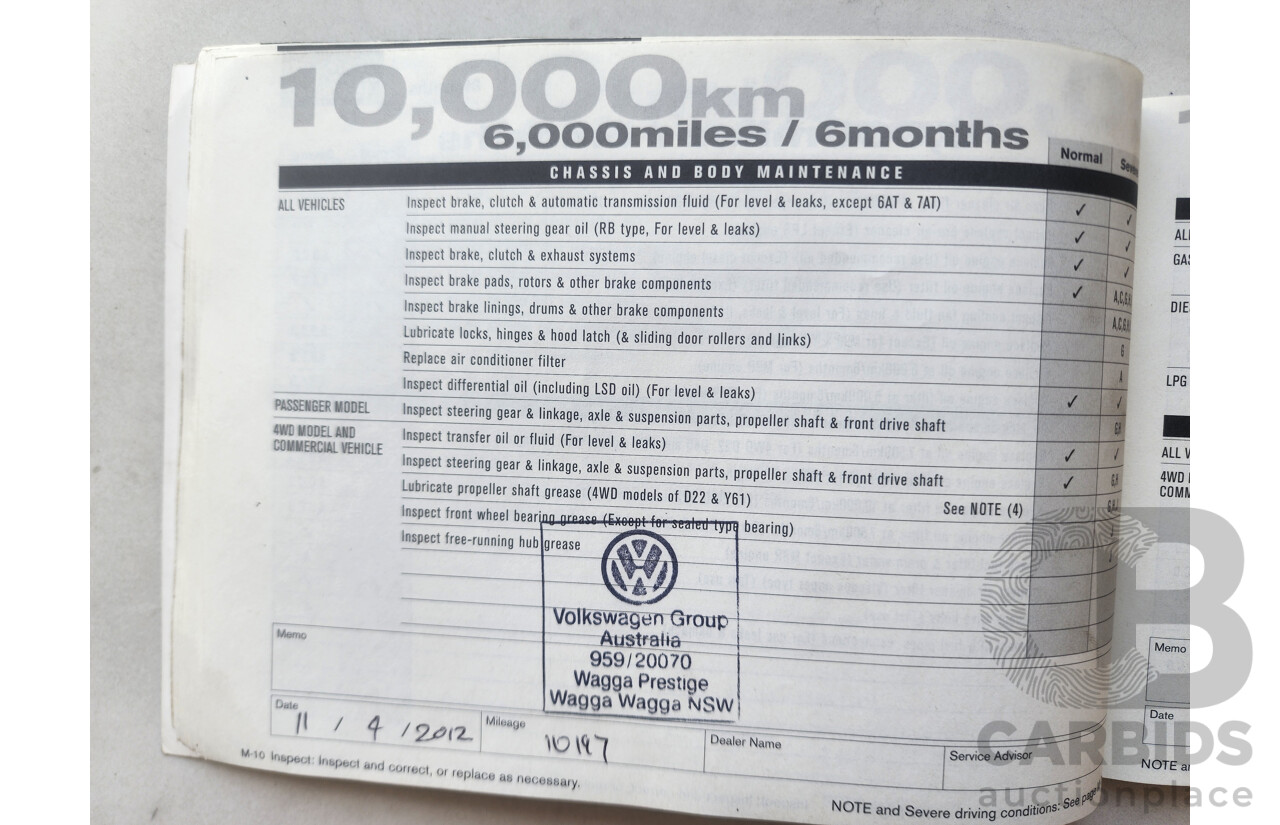 10,000km
6,000miles / 6months
Normal
CHASSIS AND BODY MAINTENANCE
ALL VEHICLES
Inspect brake, clutch & automatic transmission fluid (For level & leaks, except 6AT & 7AT) ✓ ✓
Inspect manual steering gear oil (RB type, For level & leaks) ✓ ✓
Inspect brake, clutch & exhaust systems ✓ ✓
Inspect brake pads, rotors & other brake components ✓
Inspect brake linings, drums & other brake components
Lubricate locks, hinges & hood latch (& sliding door rollers and links) G
Replace air conditioner filter A
Inspect differential oil (including LSD oil) (For level & leaks) ✓ ✓
PASSENGER MODEL
Inspect steering gear & linkage, axle & suspension parts, propeller shaft & front drive shaft G,H
4WD MODEL AND
COMMERCIAL VEHICLE
Inspect transfer oil or fluid (For level & leaks) ✓ ✓
Inspect steering gear & linkage, axle & suspension parts, propeller shaft & front drive shaft ✓ G,H
Lubricate propeller shaft grease (4WD models of D22 & Y61) See NOTE (4)
Inspect front wheel bearing grease (Except for sealed type bearing)
Inspect free-running hub grease
VW
Volkswagen Group
Australia
959/20070
Wagga Prestige
Wagga Wagga NSW
Memo
Date
11 / 4 / 2012
Mileage
10197
Dealer Name
Service Advisor
M-10 Inspect: Inspect and correct, or replace as necessary.
NOTE and Severe driving conditions: See page
LPG
Memo
Date
NOTE
CB
CARBIDS
auctionplace